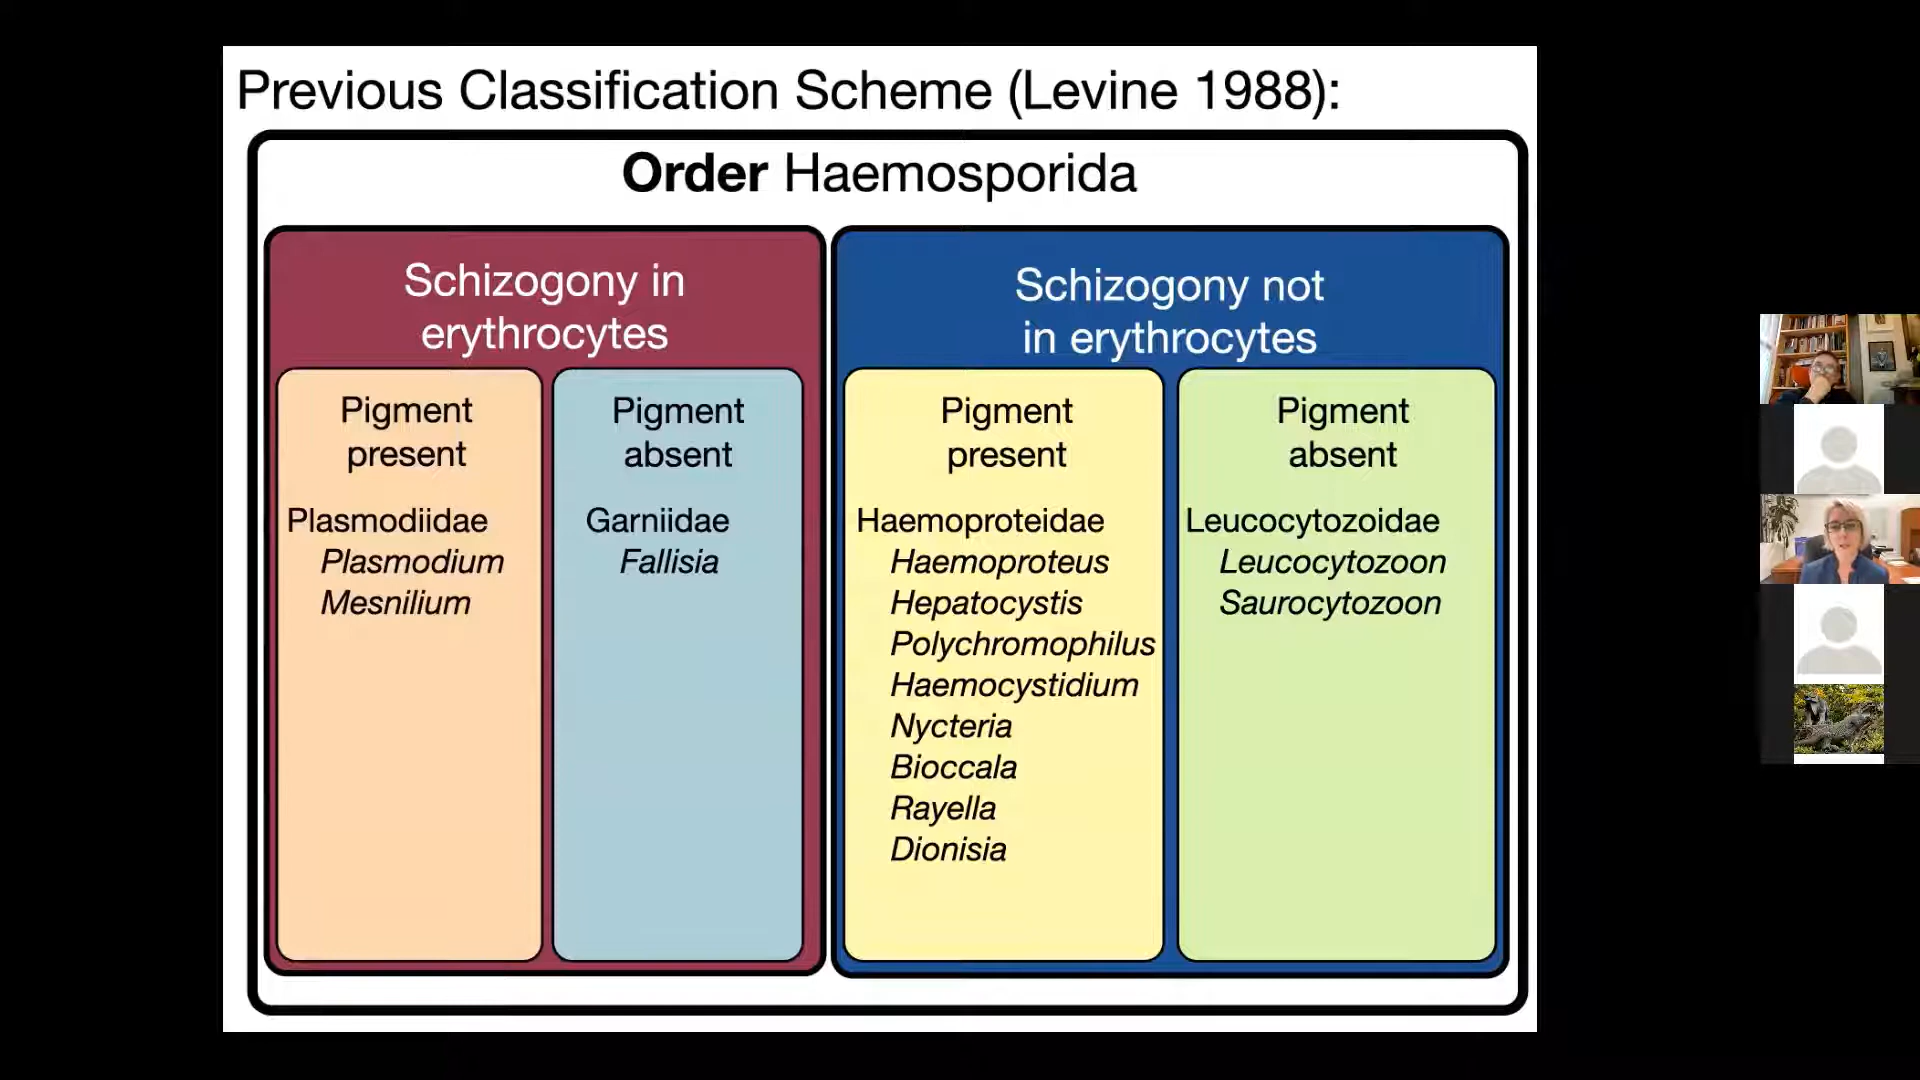 Previous Classification Scheme (Levine 1988):
Order Haemosporida
Schizogony in
erythrocytes
Pigment
present
Plasmodiidae
Plasmodium
Mesnilium
Pigment
absent
Garniidae
Fallisia
Schizogony not
in erythrocytes
Pigment
present
Haemoproteidae
Haemoproteus
Hepatocystis
Polychromophilus
Haemocystidium
Nycteria
Bioccala
Rayella
Dionisia
Pigment
absent
Leucocytozoidae
Leucocytozoon
Saurocytozoon